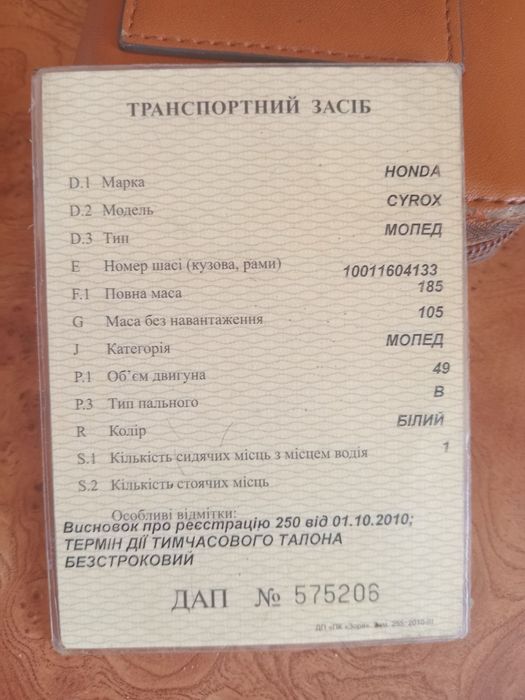 ТРАНСПОРТНИЙ ЗАСІБ
D.1 Марка HONDA
D.2 Модель CYROX
D.3 Тип МОПЕД
E Номер шасі (кузова, рами) 10011604133
F.1 Повна маса 185
G Маса без навантаження 105
J Категорія МОПЕД
P.1 Об'єм двигуна 49
P.3 Тип пального B
R Колір БІЛИЙ
S.1 Кількість сидячих місць з місцем водія 1
S.2 Кількість стоячих місць
Особливі відмітки:
Висновок про реєстрацію 250 від 01.10.2010;
ТЕРМІН ДІЇ ТИМЧАСОВОГО ТАЛОНА
БЕЗСТРОКОВИЙ
ДАП № 575206
ДП «ПК «Зоря».